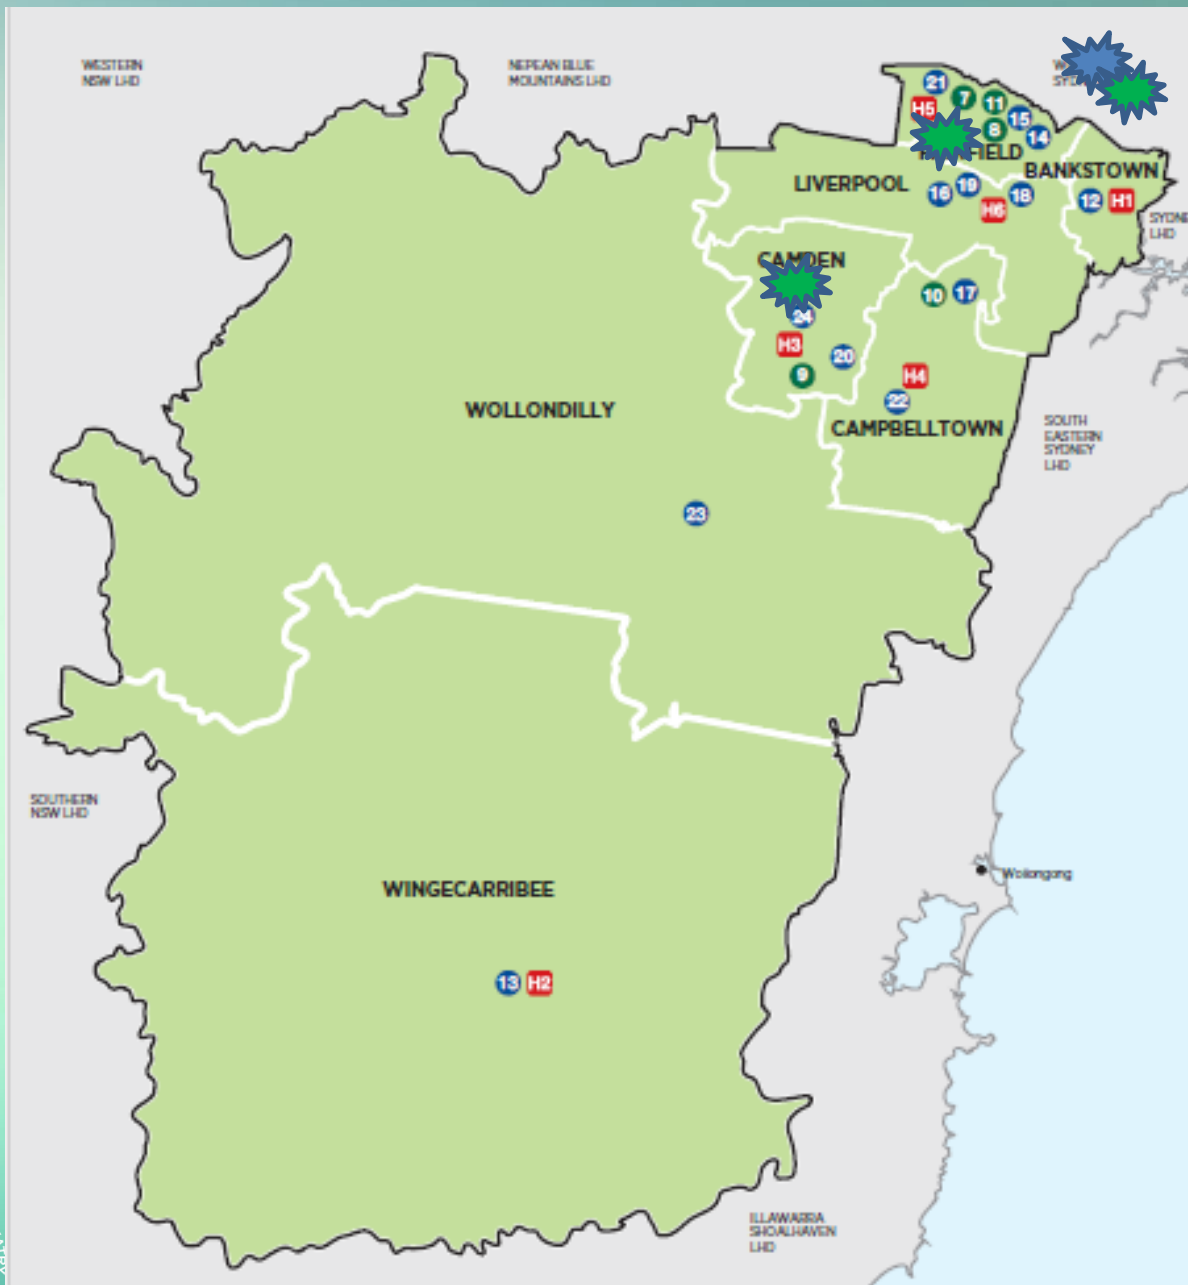 WESTERN
NSW LHD
NEPEAN BLUE
MOUNTAINS LHD
21
7
11
H5
15
8
14
BANKSTOWN
LIVERPOOL
16
19
18
H6
12
H1
LHD
CAMDEN
10
17
24
H3
20
9
H4
22
WOLLONDILLY
CAMPBELLTOWN
SOUTH
EASTERN
SYDNEY
LHD
23
SOUTHERN
NSW LHD
Wollongong
WINGECARRIBEE
13
H2
ILLAWARRA
SHOALHAVEN
LHD